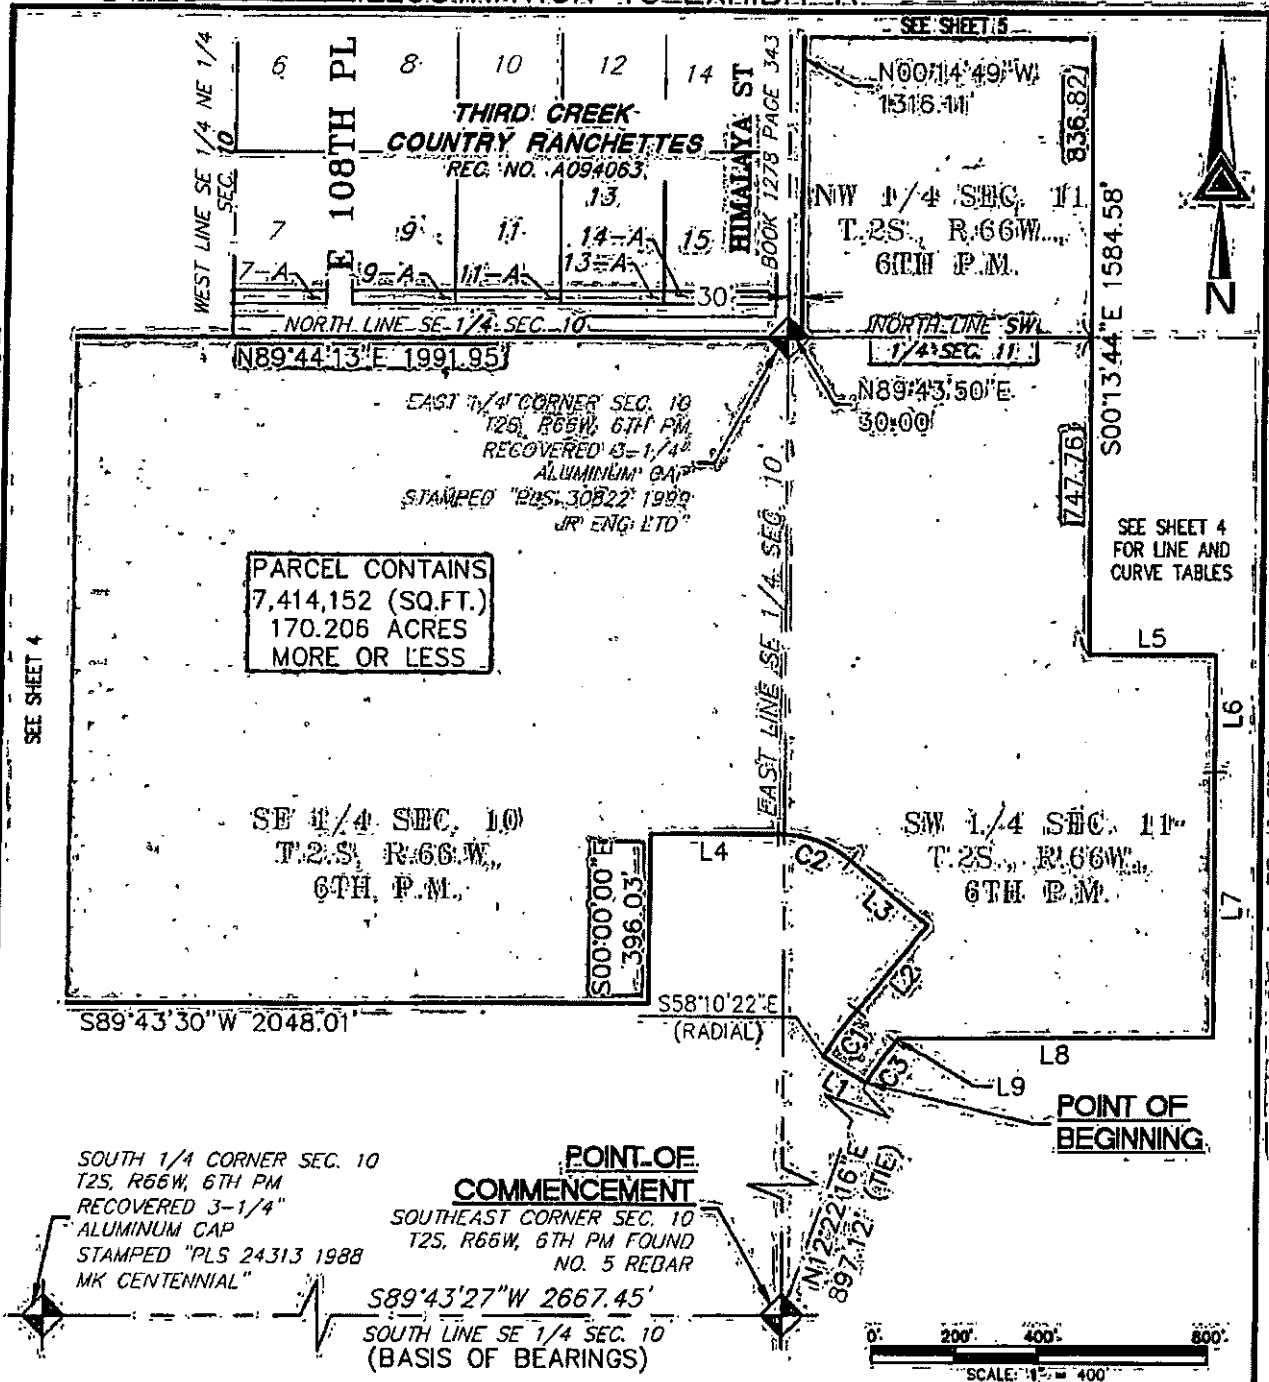 SEE SHEET 5
WEST LINE SE 1/4 NE 1/4
SEC. 10
6
E 108TH PL
8
10
12
14
HIMALAYA ST
BOOK 1278 PAGE 343
THIRD CREEK
COUNTRY RANCHETTES
REC. NO. A094063
7
9
11
13
15
7-A
9-A
11-A
13-A
14-A
30'
N00°14'49"W
1316.11'
836.82'
NW 1/4 SEC. 11
T.2S., R.66W.,
6TH P.M.
S00°13'44"E 1584.58'
N
NORTH LINE SE 1/4 SEC. 10
N89°44'13"E 1991.95'
NORTH LINE SW
1/4 SEC. 11
N89°43'50"E
30.00'
EAST 1/4 CORNER SEC. 10
T2S, R66W, 6TH PM
RECOVERED 3-1/4"
ALUMINUM CAP
STAMPED "PLS 30822 1999
JR ENG LTD"
EAST LINE SE 1/4 SEC. 10
747.76'
SEE SHEET 4
FOR LINE AND
CURVE TABLES
PARCEL CONTAINS
7,414,152 (SQ.FT.)
170.206 ACRES
MORE OR LESS
SEE SHEET 4
L5
L6
SE 1/4 SEC. 10
T.2S, R.66W.,
6TH P.M.
SW 1/4 SEC. 11
T.2S., R.66W.,
6TH P.M.
L4
C2
L3
L7
S00°00'00"E
396.03'
L2
S89°43'30"W 2048.01'
S58°10'22"E
(RADIAL)
C1
C3
L1
L8
L9
POINT OF
BEGINNING
SOUTH 1/4 CORNER SEC. 10
T2S, R66W, 6TH PM
RECOVERED 3-1/4"
ALUMINUM CAP
STAMPED "PLS 24313 1988
MK CENTENNIAL"
POINT OF
COMMENCEMENT
SOUTHEAST CORNER SEC. 10
T2S, R66W, 6TH PM FOUND
NO. 5 REBAR
N12°22'16"E
897.12' (TIE)
S89°43'27"W 2667.45'
SOUTH LINE SE 1/4 SEC. 10
(BASIS OF BEARINGS)
0' 200' 400' 800'
SCALE: 1" = 400'